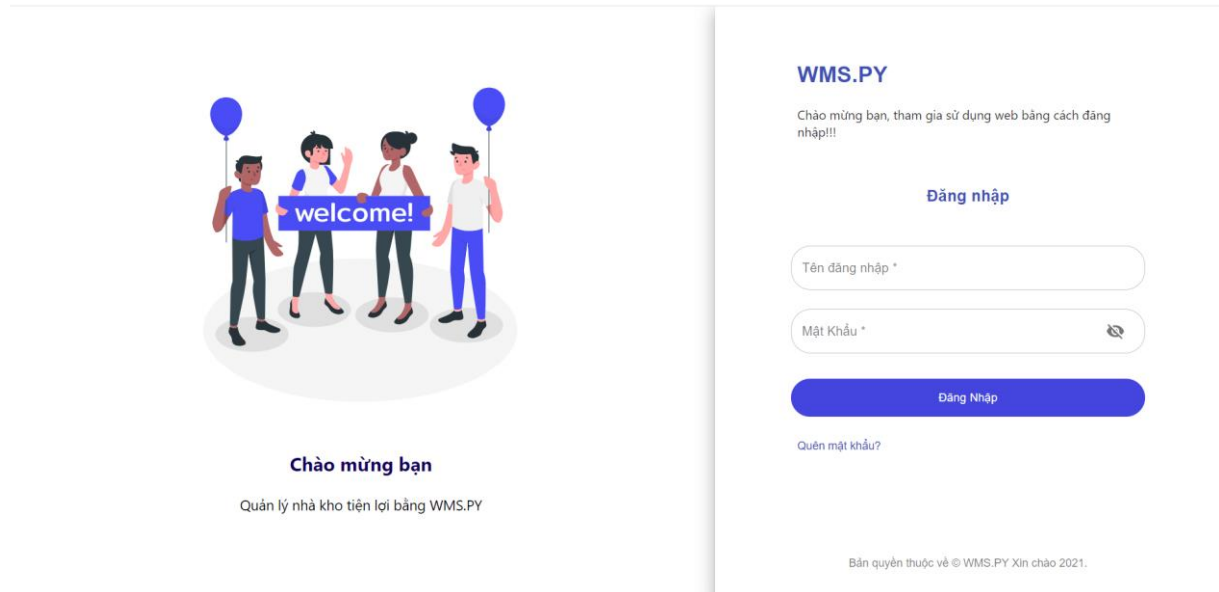 welcome!
Chào mừng bạn
Quản lý nhà kho tiện lợi bằng WMS.PY
WMS.PY
Chào mừng bạn, tham gia sử dụng web bằng cách đăng
nhập!!!
Đăng nhập
Tên đăng nhập *
Mật Khẩu *
Đăng Nhập
Quên mật khẩu?
Bản quyền thuộc về © WMS.PY Xin chào 2021.